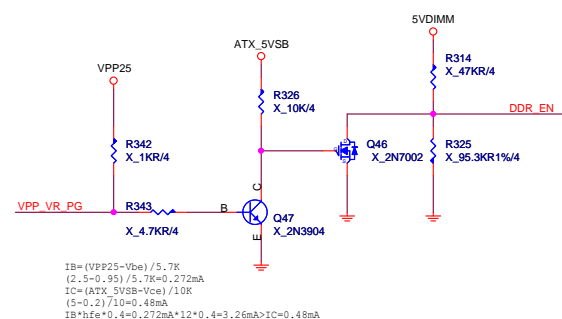 5VDIMM
ATX_5VSB
VPP25
R314
X_47KR/4
R326
X_10K/4
DDR_EN
R342
X_1KR/4
Q46
X_2N7002
R325
X_95.3KR1%/4
VPP_VR_PG
R343
B
C
X_4.7KR/4
Q47
X_2N3904
E
IB=(VPP25-Vbe)/5.7K
(2.5-0.95)/5.7K=0.272mA
IC=(ATX_5VSB-Vce)/10K
(5-0.2)/10=0.48mA
IB*hfe*0.4=0.272mA*12*0.4=3.26mA>IC=0.48mA